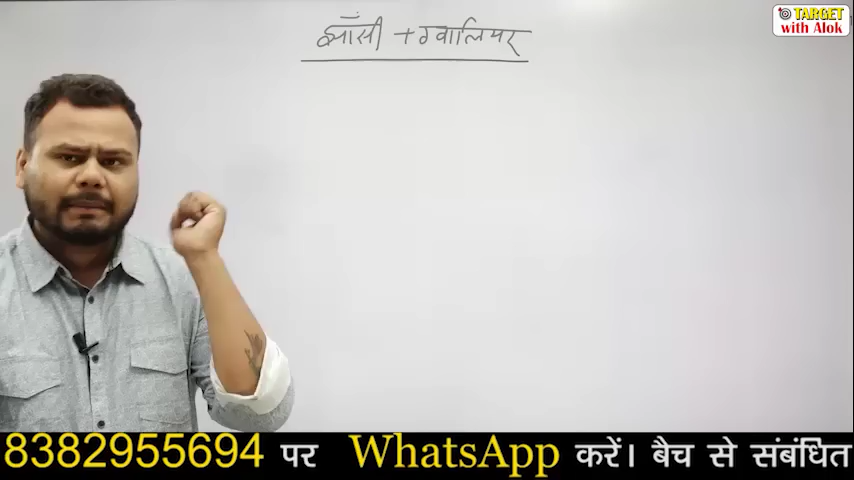 झाँसी + ग्वालियर
TARGET
with Alok
8382955694 पर WhatsApp करें। बैच से संबंधित